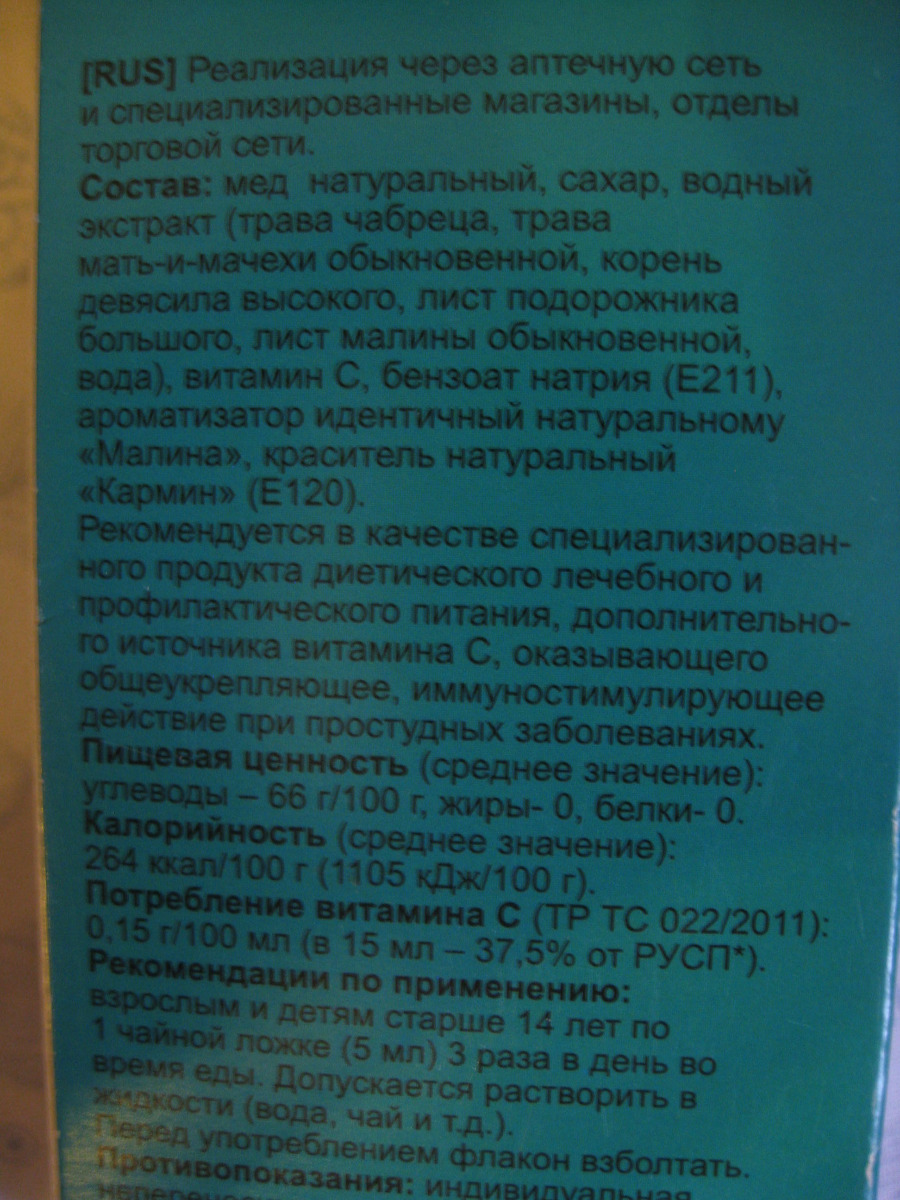 [RUS] Реализация через аптечную сеть
и специализированные магазины, отделы
торговой сети.
Состав: мед натуральный, сахар, водный
экстракт (трава чабреца, трава
мать-и-мачехи обыкновенной, корень
девясила высокого, лист подорожника
большого, лист малины обыкновенной,
вода), витамин С, бензоат натрия (Е211),
ароматизатор идентичный натуральному
«Малина», краситель натуральный
«Кармин» (Е120).
Рекомендуется в качестве специализирован-
ного продукта диетического лечебного и
профилактического питания, дополнительно-
го источника витамина С, оказывающего
общеукрепляющее, иммуностимулирующее
действие при простудных заболеваниях.
Пищевая ценность (среднее значение):
углеводы – 66 г/100 г, жиры- 0, белки- 0.
Калорийность (среднее значение):
264 ккал/100 г (1105 кДж/100 г).
Потребление витамина С (ТР ТС 022/2011):
0,15 г/100 мл (в 15 мл – 37,5% от РУСП*).
Рекомендации по применению:
взрослым и детям старше 14 лет по
1 чайной ложке (5 мл) 3 раза в день во
время еды. Допускается растворить в
жидкости (вода, чай и т.д.).
Перед употреблением флакон взболтать.
Противопоказания: индивидуальная